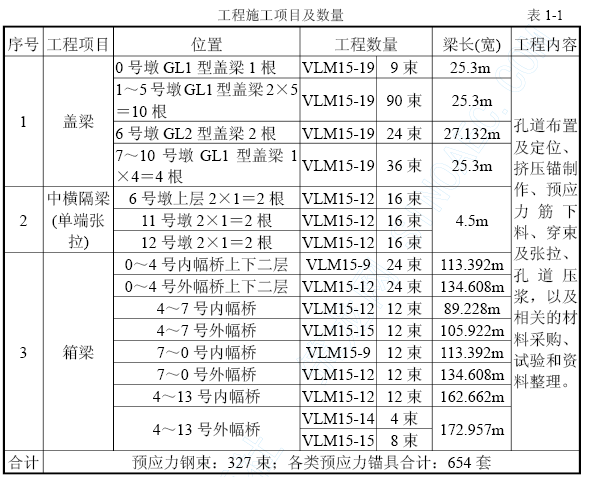 工程施工项目及数量 表 1-1
序号 工程项目 位置 工程数量 梁长(宽) 工程内容
1 盖梁
0 号墩 GL1 型盖梁 1 根 VLM15-19 9 束 25.3m
1～5 号墩 GL1 型盖梁 2×5
＝10 根 VLM15-19 90 束 25.3m
6 号墩 GL2 型盖梁 2 根 VLM15-19 24 束 27.132m
7～10 号墩 GL1 型盖梁 1
×4＝4 根 VLM15-19 36 束 25.3m
2 中横隔梁
(单端张
拉)
6 号墩上层 2×1＝2 根 VLM15-12 16 束 4.5m
11 号墩 2×1＝2 根 VLM15-12 16 束
12 号墩 2×1＝2 根 VLM15-12 16 束
3 箱梁
0～4 号内幅桥上下二层 VLM15-9 24 束 113.392m
0～4 号外幅桥上下二层 VLM15-12 24 束 134.608m
4～7 号内幅桥 VLM15-12 12 束 89.228m
4～7 号外幅桥 VLM15-15 12 束 105.922m
7～0 号内幅桥 VLM15-9 12 束 113.392m
7～0 号外幅桥 VLM15-12 12 束 134.608m
4～13 号内幅桥 VLM15-12 12 束 162.662m
4～13 号外幅桥 VLM15-14 4 束 172.957m
VLM15-15 8 束
孔道布置
及定位、
挤压锚制
作、预应
力筋下
料、穿束
及张拉、
孔道压
浆，以及
相关的材
料采购、
试验和资
料整理。
合计 预应力钢束：327 束；各类预应力锚具合计：654 套